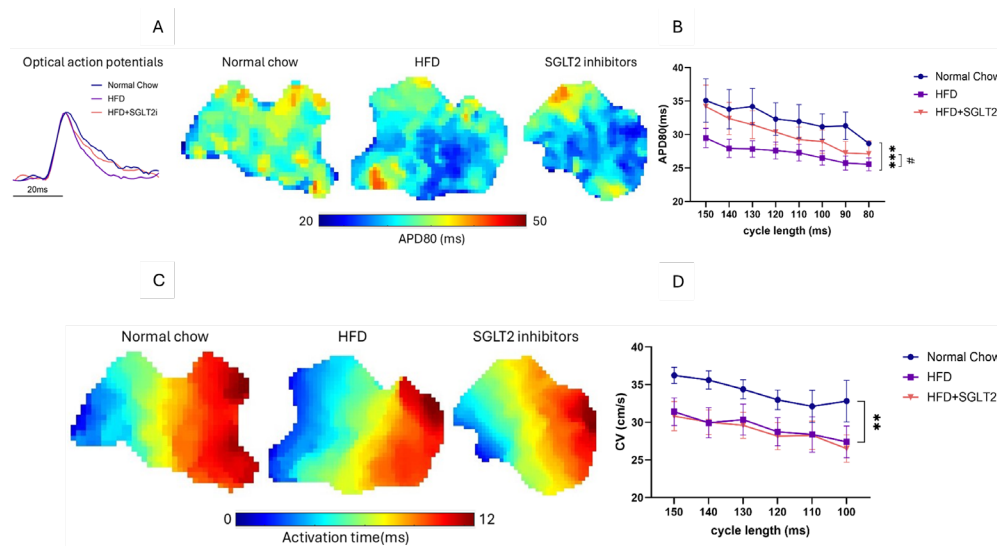 A
B
Optical action potentials
Normal Chow
HFD
HFD+SGLT2i
20ms
Normal chow
HFD
SGLT2 inhibitors
20
50
APD80 (ms)
APD80(ms)
40
35
30
25
20
150
140
130
120
110
100
90
80
cycle length (ms)
Normal Chow
HFD
HFD+SGLT2
***
#
C
D
Normal chow
HFD
SGLT2 inhibitors
0
12
Activation time(ms)
CV (cm/s)
40
35
30
25
20
150
140
130
120
110
100
cycle length (ms)
Normal Chow
HFD
HFD+SGLT2
**